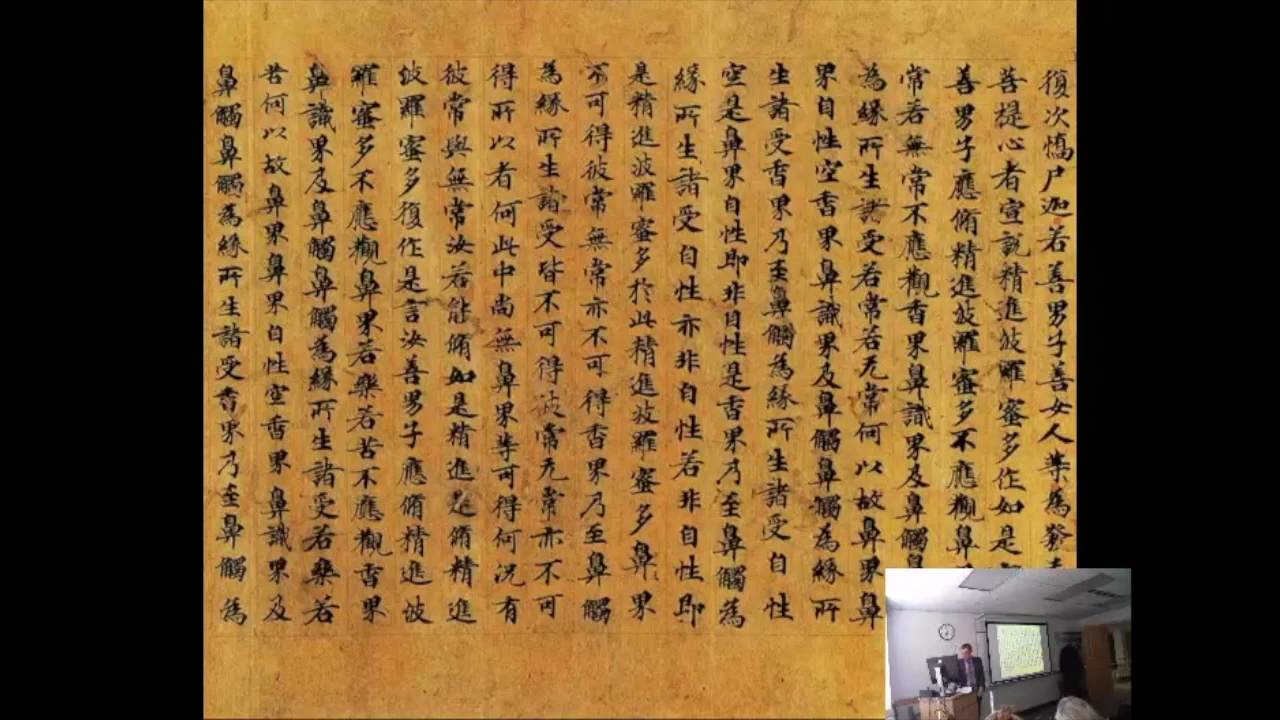 復次憍尸迦若善男子善女人等為發
菩提心者宣說精進波羅蜜多作如是
善男子應脩精進波羅蜜多不應觀鼻
常若無常不應觀香界鼻識界及鼻觸
為緣所生諸受若常若无常何以故鼻界鼻
界自性空香界鼻識界及鼻觸鼻觸為緣所
生諸受香界乃至鼻觸為緣所生諸受自性
空是鼻界自性即非自性是香界乃至鼻觸為
緣所生諸受自性亦非自性若非自性即
是精進波羅蜜多於此精進波羅蜜多鼻界
不可得彼常無常亦不可得香界乃至鼻觸
為緣所生諸受皆不可得彼常无常亦不可
得所以者何此中尚無鼻界等可得何況有
彼常與無常汝若能脩如是精進是脩精進
波羅蜜多復作是言汝善男子應脩精進波
羅蜜多不應觀鼻界若樂若苦不應觀香界
鼻識界及鼻觸鼻觸為緣所生諸受若樂若
苦何以故鼻界鼻界自性空香界鼻識界及
鼻觸鼻觸為緣所生諸受香界乃至鼻觸為